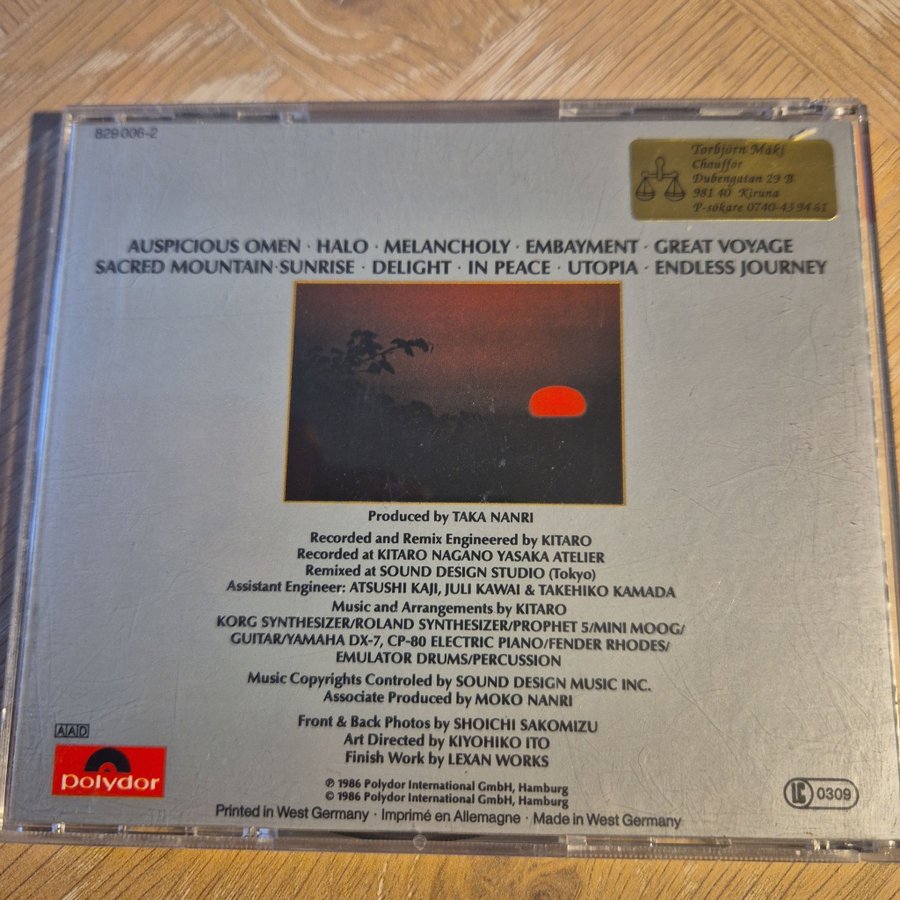 829 006-2
Torbjörn Mäki
Chaufför
Dubengatan 29 B
981 40 Kiruna
P-sökare 0740-43 94 61
AUSPICIOUS OMEN · HALO · MELANCHOLY · EMBAYMENT · GREAT VOYAGE
SACRED MOUNTAIN·SUNRISE · DELIGHT · IN PEACE · UTOPIA · ENDLESS JOURNEY
Produced by TAKA NANRI
Recorded and Remix Engineered by KITARO
Recorded at KITARO NAGANO YASAKA ATELIER
Remixed at SOUND DESIGN STUDIO (Tokyo)
Assistant Engineer: ATSUSHI KAJI, JULI KAWAI & TAKEHIKO KAMADA
Music and Arrangements by KITARO
KORG SYNTHESIZER/ROLAND SYNTHESIZER/PROPHET 5/MINI MOOG/
GUITAR/YAMAHA DX-7, CP-80 ELECTRIC PIANO/FENDER RHODES/
EMULATOR DRUMS/PERCUSSION
Music Copyrights Controled by SOUND DESIGN MUSIC INC.
Associate Produced by MOKO NANRI
Front & Back Photos by SHOICHI SAKOMIZU
Art Directed by KIYOHIKO ITO
Finish Work by LEXAN WORKS
AAD
polydor
℗ 1986 Polydor International GmbH, Hamburg
© 1986 Polydor International GmbH, Hamburg
LC 0309
Printed in West Germany · Imprimé en Allemagne · Made in West Germany